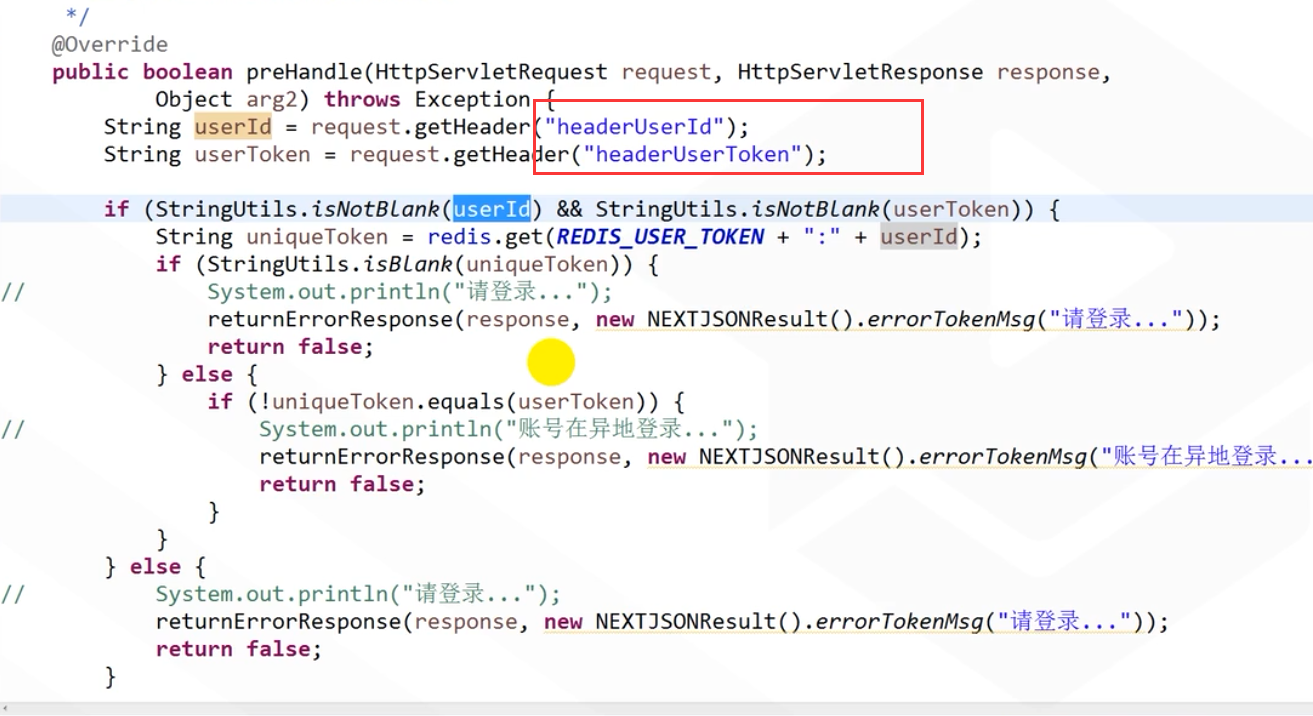 */
@Override
public boolean preHandle(HttpServletRequest request, HttpServletResponse response,
Object arg2) throws Exception {
String userId = request.getHeader("headerUserId");
String userToken = request.getHeader("headerUserToken");
if (StringUtils.isNotBlank(userId) && StringUtils.isNotBlank(userToken)) {
String uniqueToken = redis.get(REDIS_USER_TOKEN + ":" + userId);
if (StringUtils.isBlank(uniqueToken)) {
// System.out.println("请登录...");
returnErrorResponse(response, new NEXTJSONResult().errorTokenMsg("请登录..."));
return false;
} else {
if (!uniqueToken.equals(userToken)) {
// System.out.println("账号在异地登录...");
returnErrorResponse(response, new NEXTJSONResult().errorTokenMsg("账号在异地登录...
return false;
}
}
} else {
// System.out.println("请登录...");
returnErrorResponse(response, new NEXTJSONResult().errorTokenMsg("请登录..."));
return false;
}